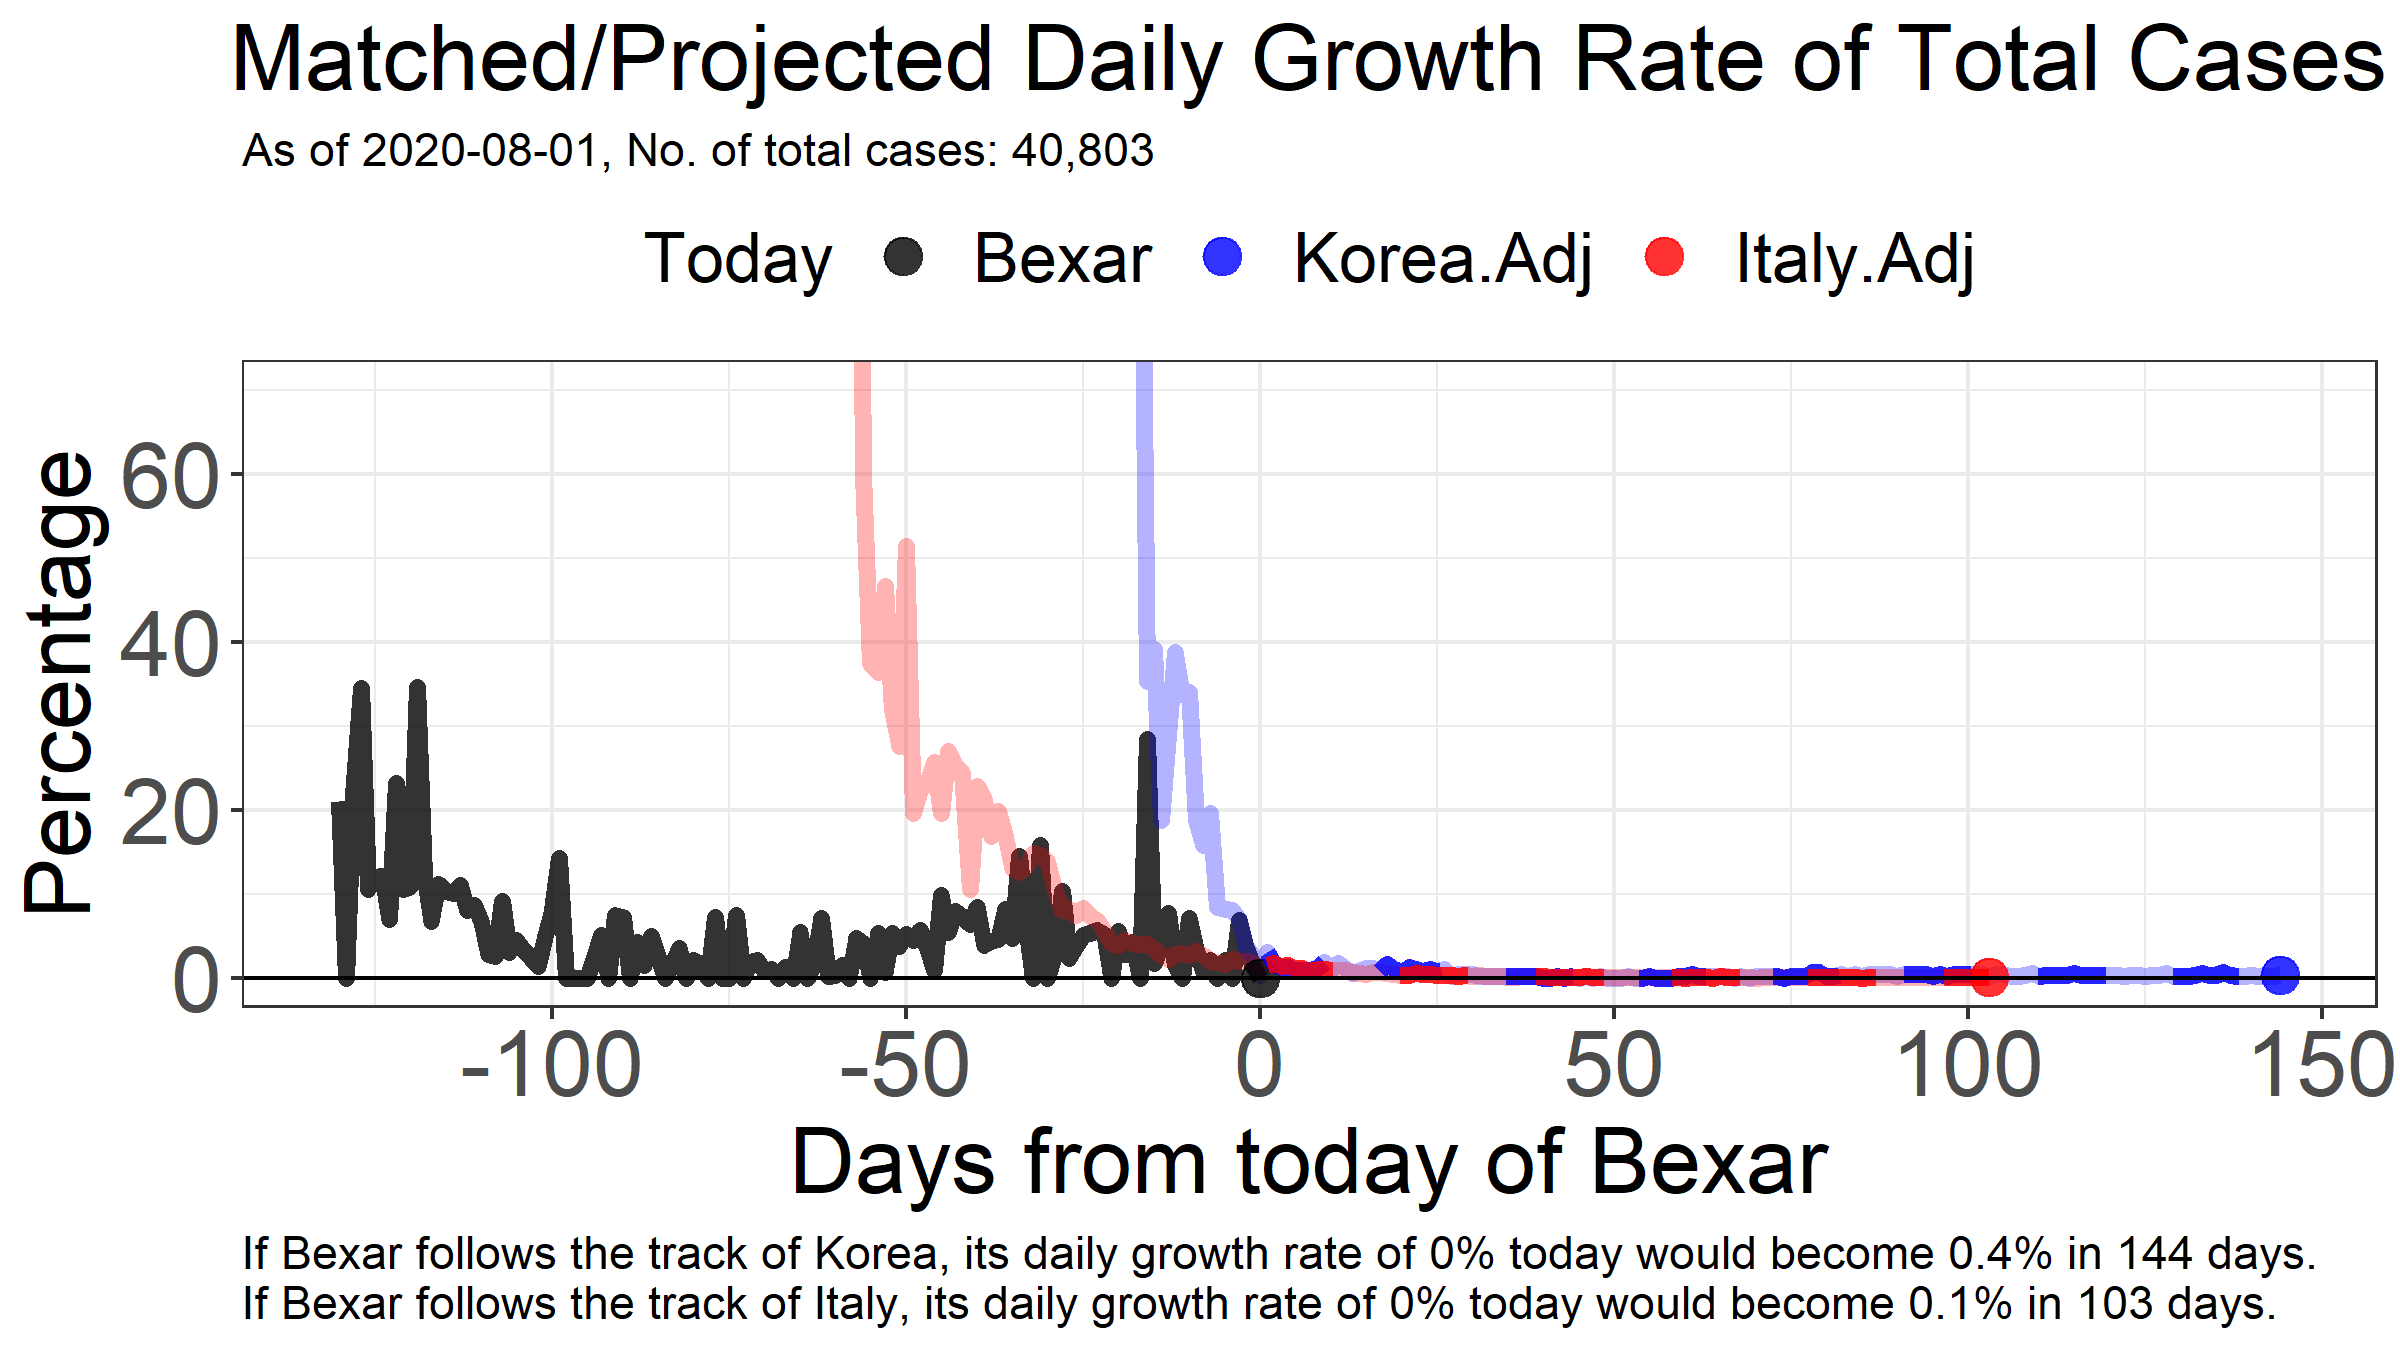 Matched/Projected Daily Growth Rate of Total Cases
As of 2020-08-01, No. of total cases: 40,803
Today Bexar Korea.Adj Italy.Adj
Percentage
60
40
20
0
-100 -50 0 50 100 150
Days from today of Bexar
If Bexar follows the track of Korea, its daily growth rate of 0% today would become 0.4% in 144 days.
If Bexar follows the track of Italy, its daily growth rate of 0% today would become 0.1% in 103 days.